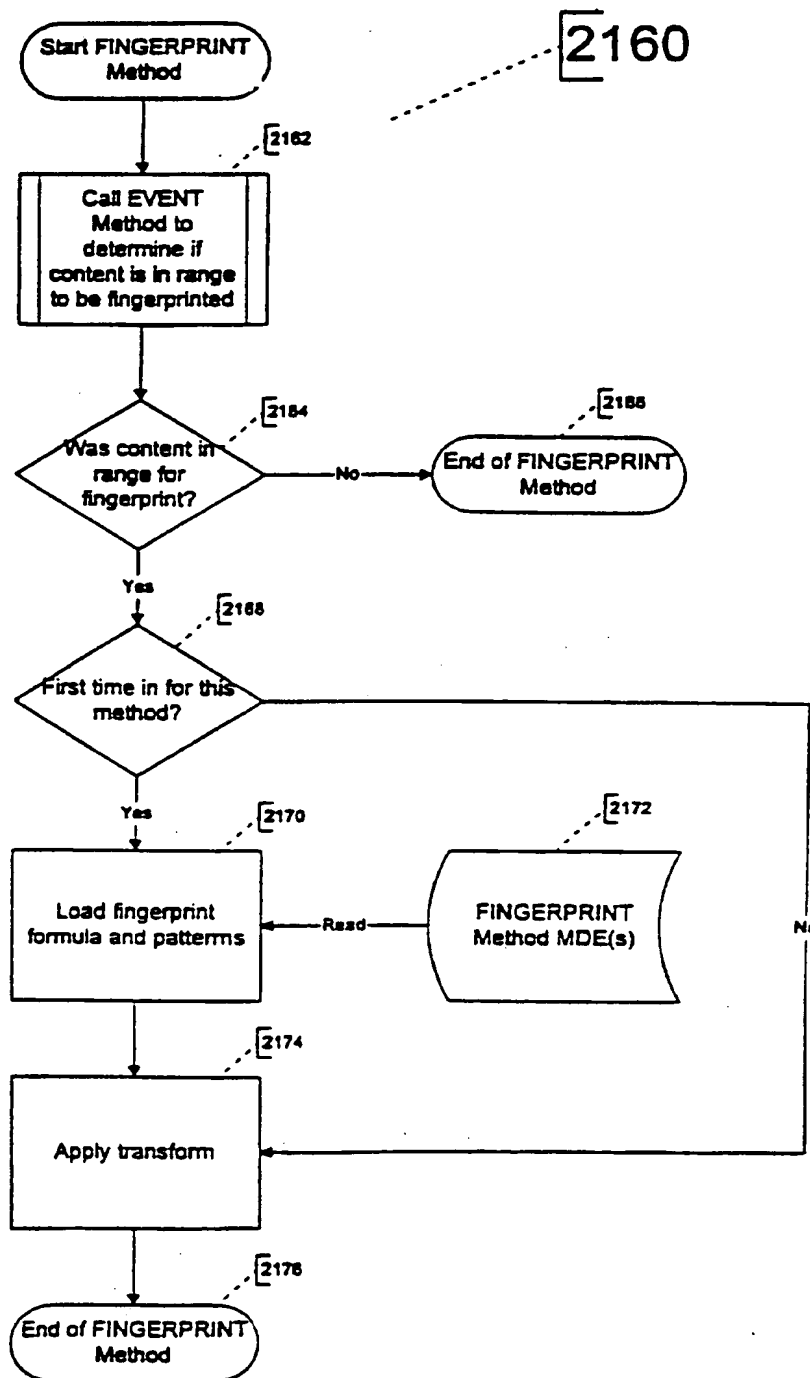 Start FINGERPRINT
Method
2160
2162
Call EVENT
Method to
determine if
content is in range
to be fingerprinted
2164
Was content in
range for
fingerprint?
No
2166
End of FINGERPRINT
Method
Yes
2168
First time in for this
method?
Yes
No
2170
Load fingerprint
formula and patterns
Read
2172
FINGERPRINT
Method MDE(s)
2174
Apply transform
2176
End of FINGERPRINT
Method